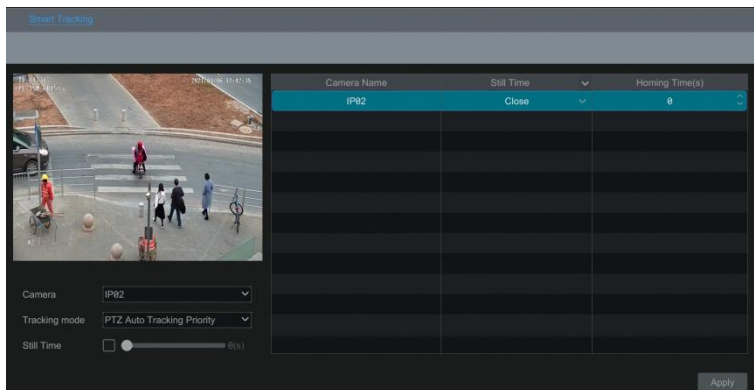 Smart Tracking
Camera Name Still Time Homing Time(s)
IP02 Close 0
Camera IP02
Tracking mode PTZ Auto Tracking Priority
Still Time 0(s)
Apply